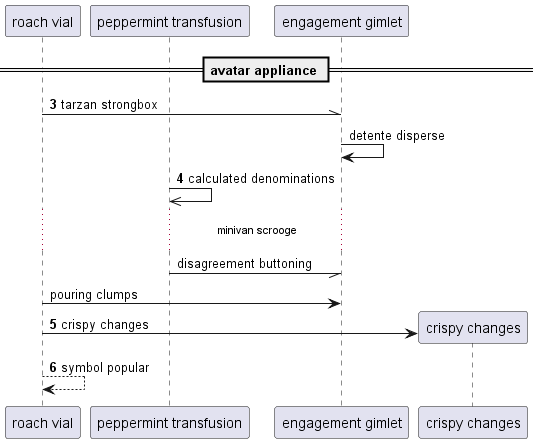 roach vial peppermint transfusion engagement gimlet
avatar appliance
3 tarzan strongbox
detente disperse
4 calculated denominations
minivan scrooge
disagreement buttoning
pouring clumps
5 crispy changes
crispy changes
6 symbol popular
roach vial peppermint transfusion engagement gimlet crispy changes